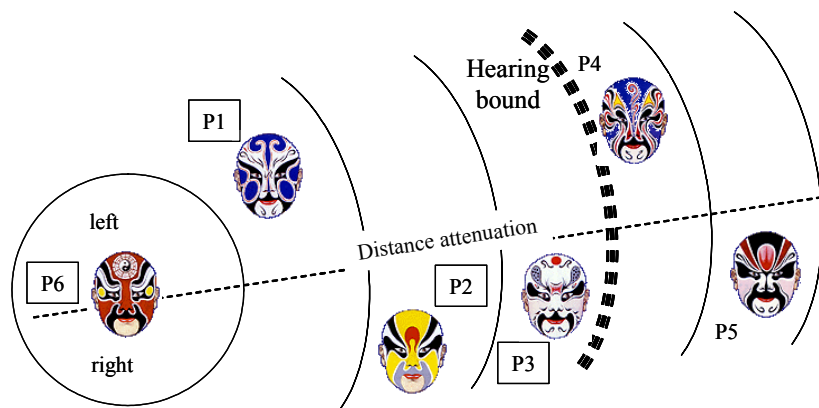 P1
Hearing
bound
P4
left
Distance attenuation
P6
P2
right
P3
P5